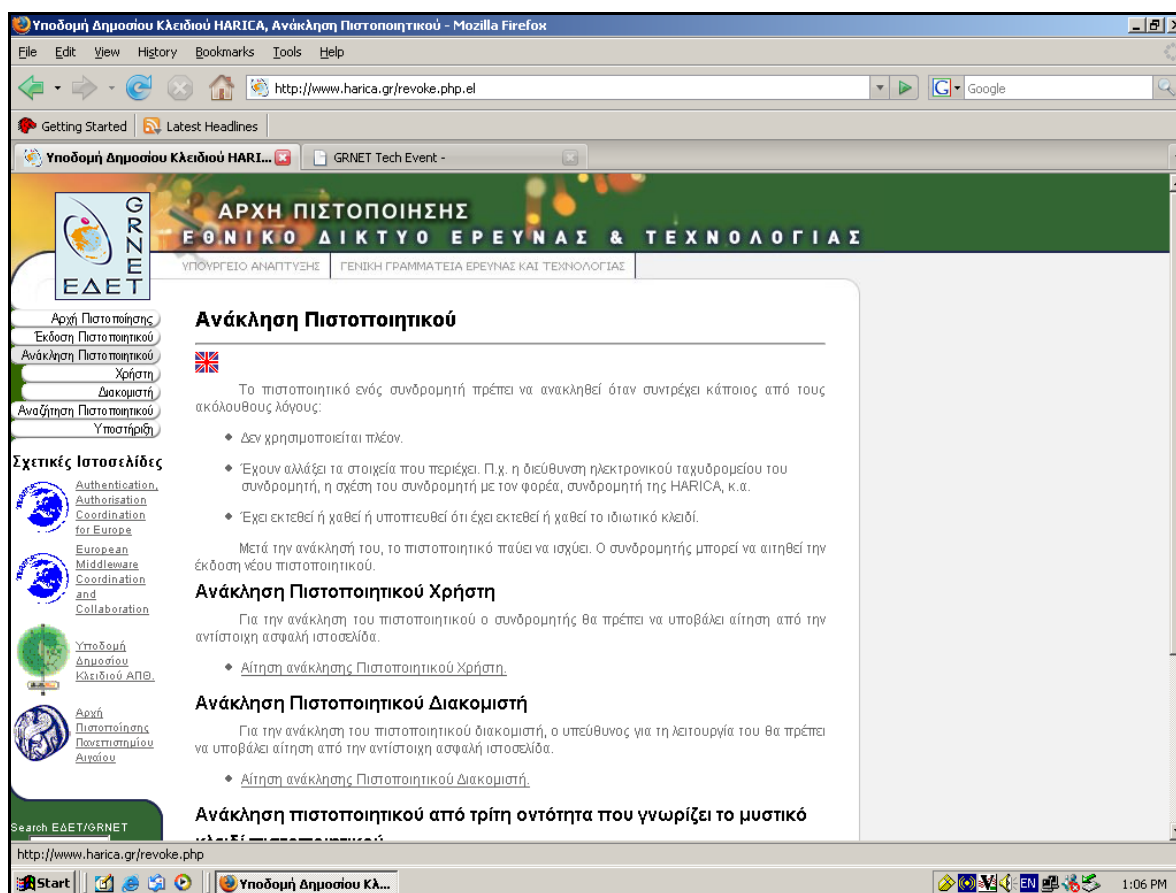 Υποδομή Δημοσίου Κλειδιού HARICA, Ανάκληση Πιστοποιητικού - Mozilla Firefox
File Edit View History Bookmarks Tools Help
http://www.harica.gr/revoke.php.el
Google
Getting Started Latest Headlines
Υποδομή Δημοσίου Κλειδιού HARI...
GRNET Tech Event -
GRNET
ΕΔΕΤ
ΑΡΧΗ ΠΙΣΤΟΠΟΙΗΣΗΣ
ΕΘΝΙΚΟ ΔΙΚΤΥΟ ΕΡΕΥΝΑΣ & ΤΕΧΝΟΛΟΓΙΑΣ
ΥΠΟΥΡΓΕΙΟ ΑΝΑΠΤΥΞΗΣ ΓΕΝΙΚΗ ΓΡΑΜΜΑΤΕΙΑ ΕΡΕΥΝΑΣ ΚΑΙ ΤΕΧΝΟΛΟΓΙΑΣ
Αρχή Πιστοποίησης
Έκδοση Πιστοποιητικού
Ανάκληση Πιστοποιητικού
Χρήστη
Διακομιστή
Αναζήτηση Πιστοποιητικού
Υποστήριξη
Σχετικές Ιστοσελίδες
Authentication,
Authorisation
Coordination
for Europe
European
Middleware
Coordination
and
Collaboration
Υποδομή
Δημοσίου
Κλειδιού ΑΠΘ.
Αρχή
Πιστοποίησης
Πανεπιστημίου
Αιγαίου
Search ΕΔΕΤ/GRNET
Ανάκληση Πιστοποιητικού
Το πιστοποιητικό ενός συνδρομητή πρέπει να ανακληθεί όταν συντρέχει κάποιος από τους
ακόλουθους λόγους:
Δεν χρησιμοποιείται πλέον.
Έχουν αλλάξει τα στοιχεία που περιέχει. Π.χ. η διεύθυνση ηλεκτρονικού ταχυδρομείου του
συνδρομητή, η σχέση του συνδρομητή με τον φορέα, συνδρομητή της HARICA, κ.α.
Έχει εκτεθεί ή χαθεί ή υποπτευθεί ότι έχει εκτεθεί ή χαθεί το ιδιωτικό κλειδί.
Μετά την ανάκλησή του, το πιστοποιητικό παύει να ισχύει. Ο συνδρομητής μπορεί να αιτηθεί την
έκδοση νέου πιστοποιητικού.
Ανάκληση Πιστοποιητικού Χρήστη
Για την ανάκληση του πιστοποιητικού ο συνδρομητής θα πρέπει να υποβάλει αίτηση από την
αντίστοιχη ασφαλή ιστοσελίδα.
Αίτηση ανάκλησης Πιστοποιητικού Χρήστη.
Ανάκληση Πιστοποιητικού Διακομιστή
Για την ανάκληση του πιστοποιητικού διακομιστή, ο υπεύθυνος για τη λειτουργία του θα πρέπει
να υποβάλει αίτηση από την αντίστοιχη ασφαλή ιστοσελίδα.
Αίτηση ανάκλησης Πιστοποιητικού Διακομιστή.
Ανάκληση πιστοποιητικού από τρίτη οντότητα που γνωρίζει το μυστικό
κλειδί πιστοποιητικού
http://www.harica.gr/revoke.php
Start
Υποδομή Δημοσίου Κλ...
EN
1:06 PM